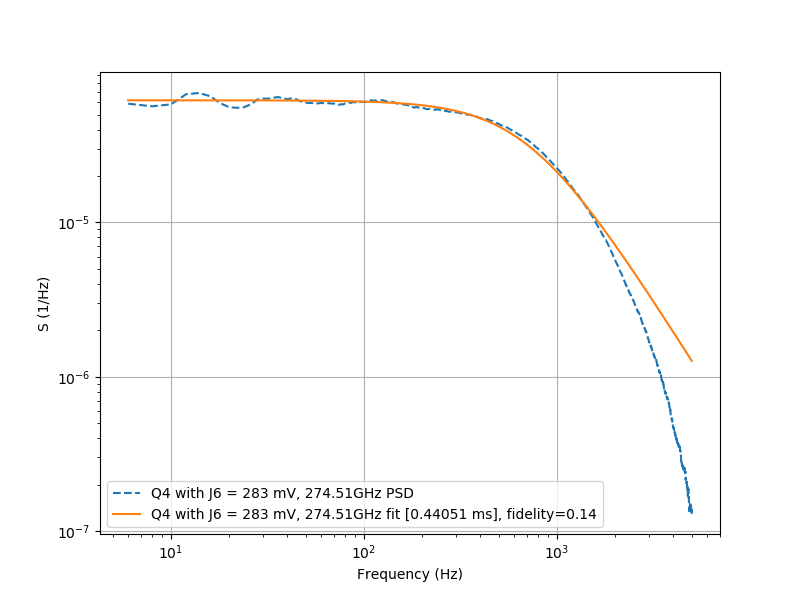 S (1/Hz)
10⁻⁵
10⁻⁶
10⁻⁷
Q4 with J6 = 283 mV, 274.51GHz PSD
Q4 with J6 = 283 mV, 274.51GHz fit [0.44051 ms], fidelity=0.14
10¹ 10² 10³
Frequency (Hz)